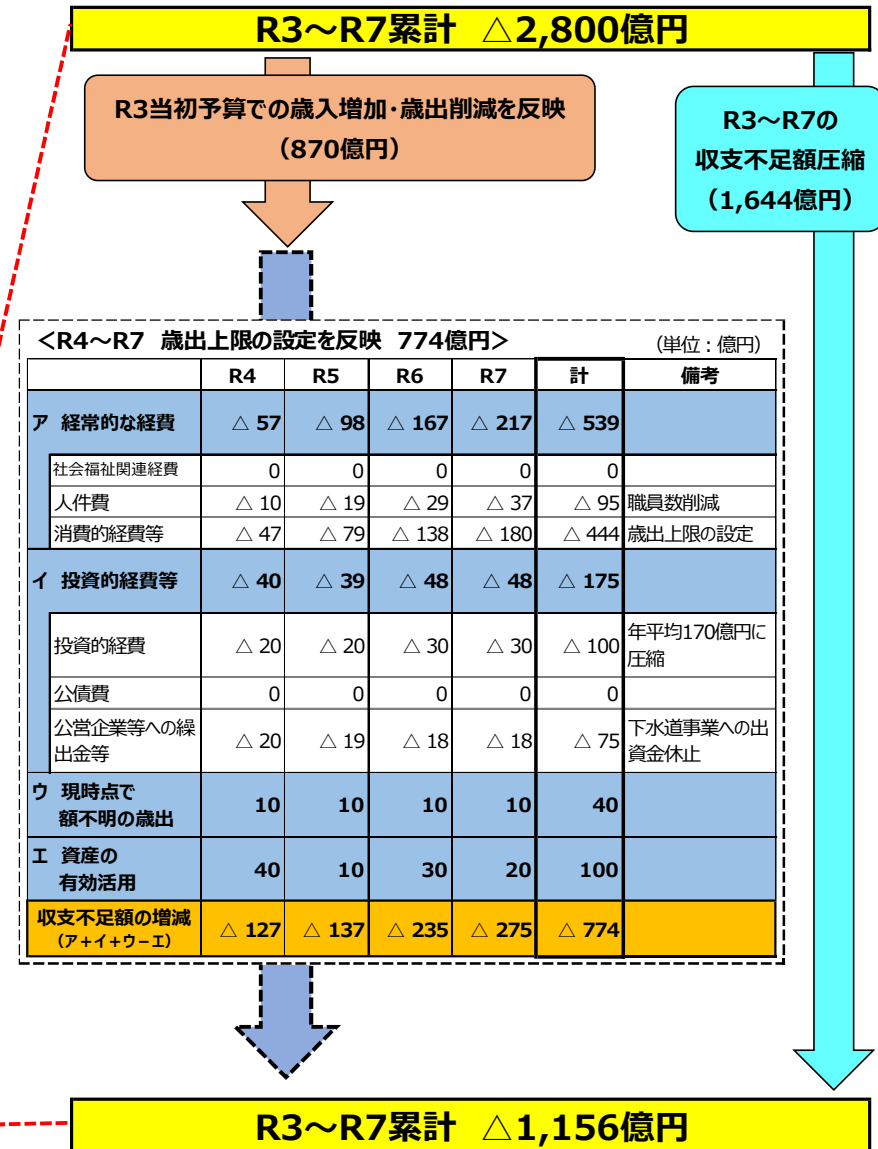 R3～R7累計　△2,800億円
R3当初予算での歳入増加・歳出削減を反映
（870億円）
R3～R7の
収支不足額圧縮
（1,644億円）
＜R4～R7　歳出上限の設定を反映　774億円＞
（単位：億円）
R4 R5 R6 R7 計 備考
ア 経常的な経費 △ 57 △ 98 △ 167 △ 217 △ 539
社会福祉関連経費 0 0 0 0 0
人件費 △ 10 △ 19 △ 29 △ 37 △ 95 職員数削減
消費的経費等 △ 47 △ 79 △ 138 △ 180 △ 444 歳出上限の設定
イ 投資的経費等 △ 40 △ 39 △ 48 △ 48 △ 175
投資的経費 △ 20 △ 20 △ 30 △ 30 △ 100 年平均170億円に
圧縮
公債費 0 0 0 0 0
公営企業等への繰
出金等 △ 20 △ 19 △ 18 △ 18 △ 75 下水道事業への出
資金休止
ウ 現時点で
額不明の歳出 10 10 10 10 40
エ 資産の
有効活用 40 10 30 20 100
収支不足額の増減
（ア+イ+ウ－エ） △ 127 △ 137 △ 235 △ 275 △ 774
R3～R7累計　△1,156億円